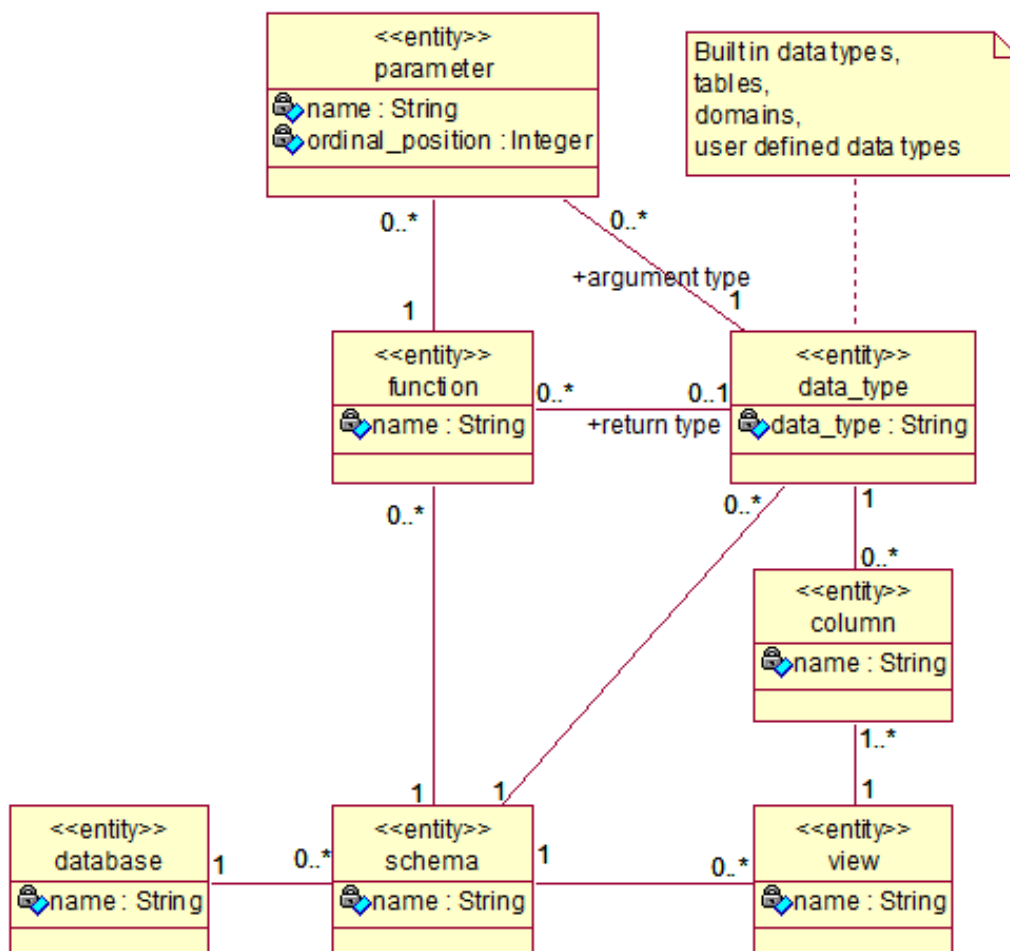 <<entity>>
parameter
name : String
ordinal_position : Integer
Builtin data types,
tables,
domains,
user defined data types
0..*
0..*
+argument type
1
1
<<entity>>
function
name : String
0..*
0..1
+return type
<<entity>>
data_type
data_type : String
0..*
0..*
1
0..*
<<entity>>
column
name : String
1..*
1
1
1
<<entity>>
database
name : String
1
0..*
<<entity>>
schema
name : String
1
0..*
<<entity>>
view
name : String